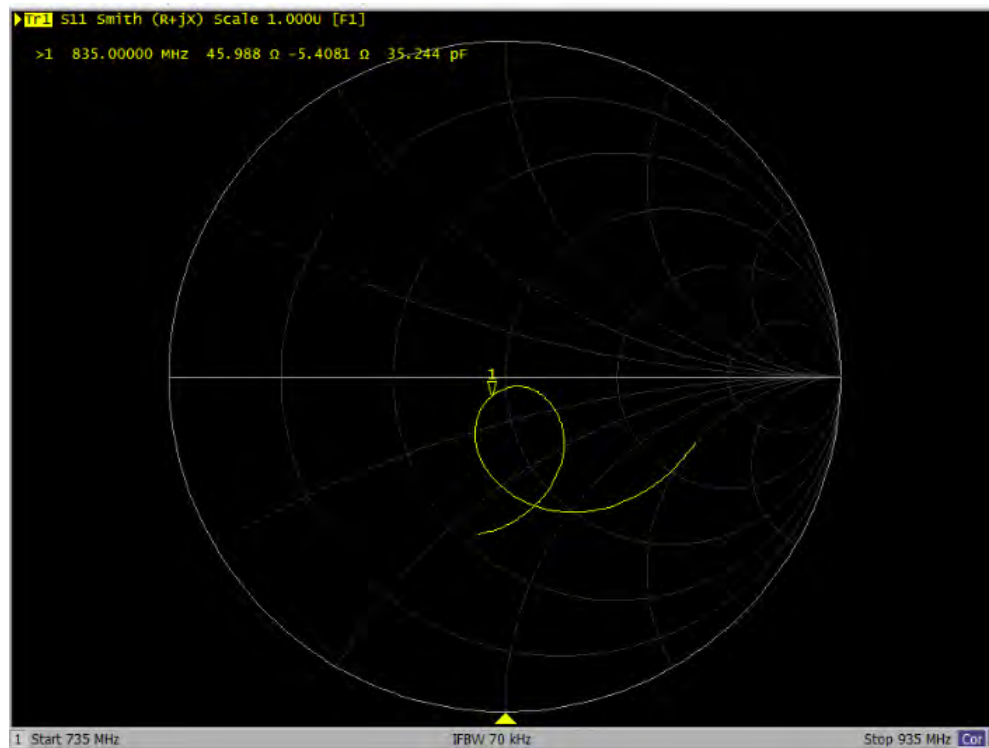 Tr1 S11 Smith (R+jX) Scale 1.000U [F1]
>1 835.00000 MHz 45.988 Ω -5.4081 Ω 35.244 pF
1
1 Start 735 MHz IFBW 70 kHz Stop 935 MHz Cor